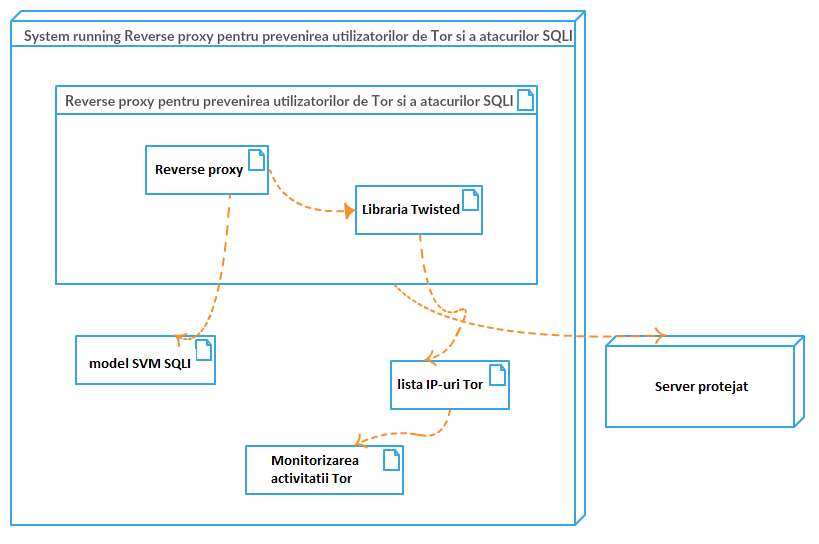 System running Reverse proxy pentru prevenirea utilizatorilor de Tor si a atacurilor SQLI
Reverse proxy pentru prevenirea utilizatorilor de Tor si a atacurilor SQLI
Reverse proxy
Libraria Twisted
model SVM SQLI
lista IP-uri Tor
Server protejat
Monitorizarea
activitatii Tor